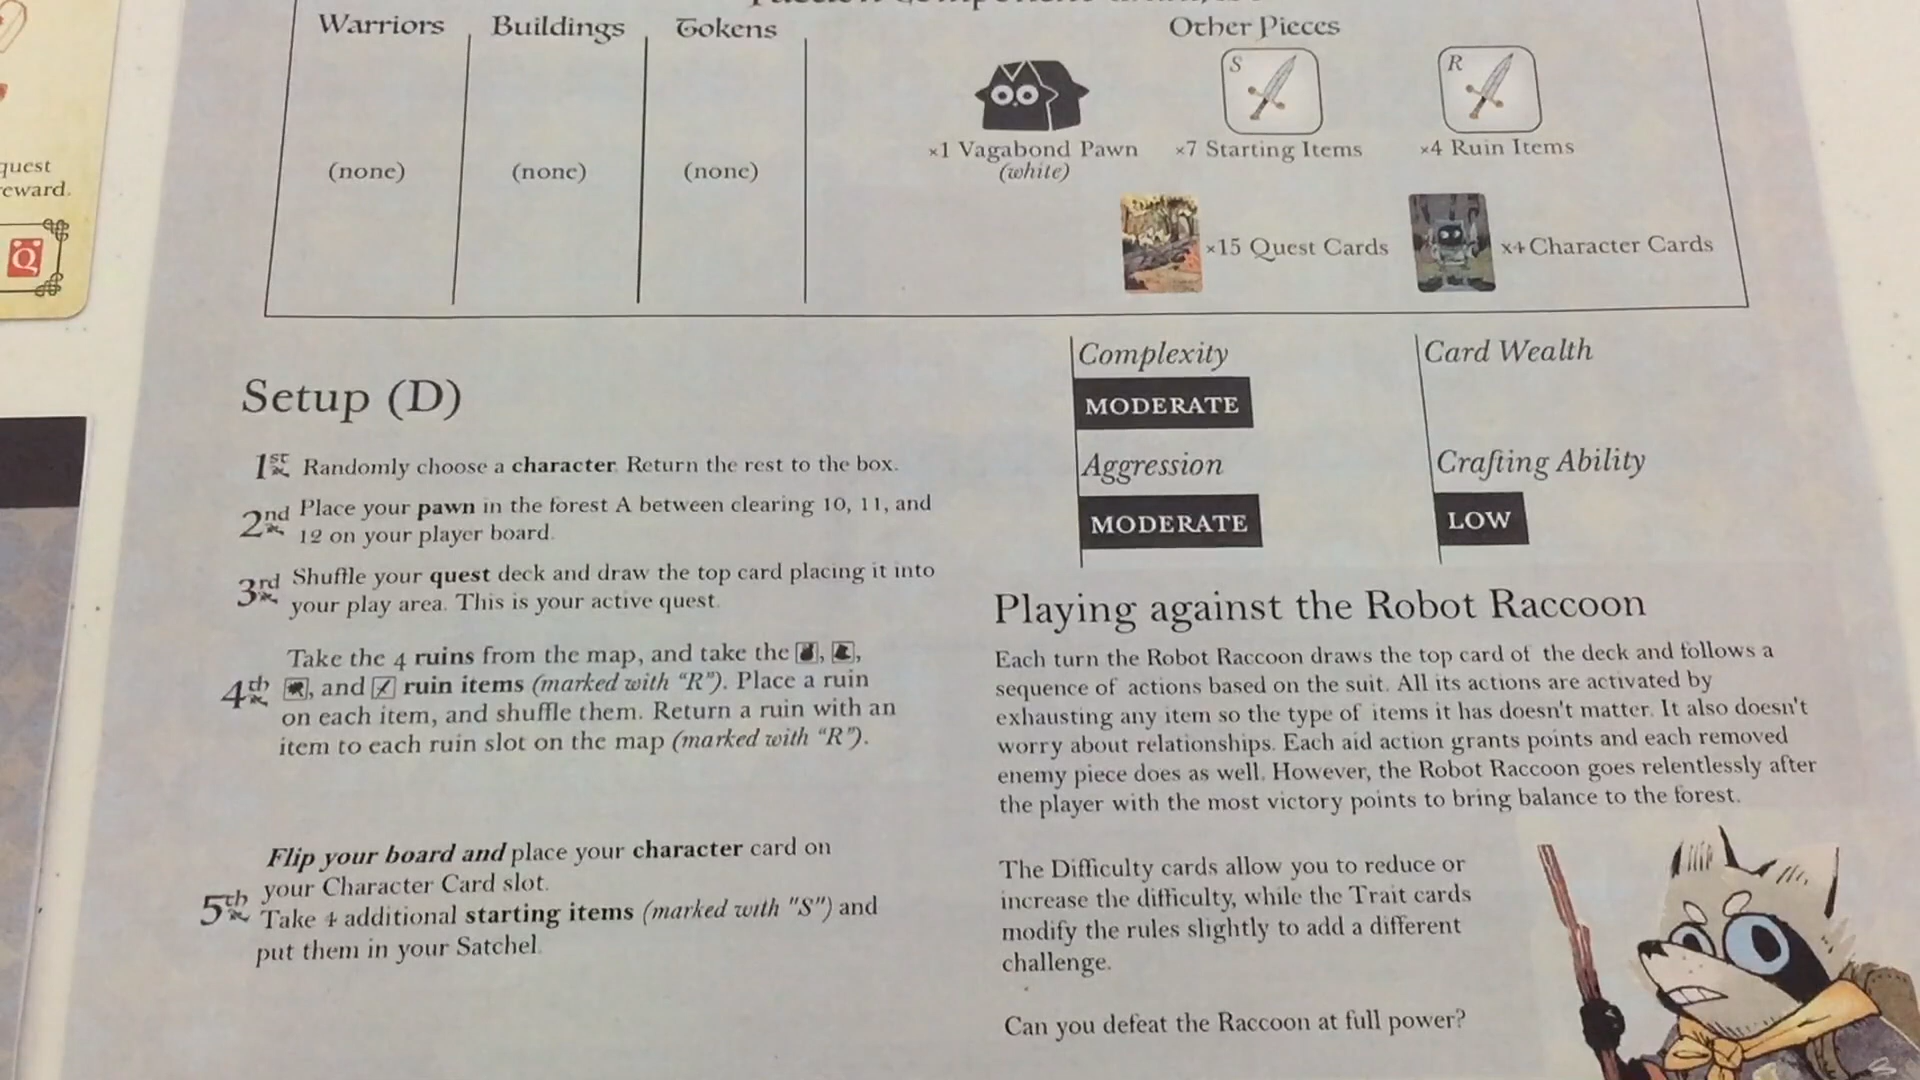 Warriors
Buildings
Tokens
Other Pieces
S
R
×1 Vagabond Pawn
(white)
×7 Starting Items
×4 Ruin Items
(none)
(none)
(none)
×15 Quest Cards
x4 Character Cards
quest
reward.
Q
Setup (D)
1st Randomly choose a character. Return the rest to the box.
2nd Place your pawn in the forest A between clearing 10, 11, and
12 on your player board.
3rd Shuffle your quest deck and draw the top card placing it into
your play area. This is your active quest.
4th Take the 4 ruins from the map, and take the , ,
, and ruin items (marked with “R”). Place a ruin
on each item, and shuffle them. Return a ruin with an
item to each ruin slot on the map (marked with “R”).
5th Flip your board and place your character card on
your Character Card slot.
Take 4 additional starting items (marked with "S") and
put them in your Satchel.
Complexity
MODERATE
Card Wealth
Aggression
MODERATE
Crafting Ability
LOW
Playing against the Robot Raccoon
Each turn the Robot Raccoon draws the top card of the deck and follows a
sequence of actions based on the suit. All its actions are activated by
exhausting any item so the type of items it has doesn't matter. It also doesn't
worry about relationships. Each aid action grants points and each removed
enemy piece does as well. However, the Robot Raccoon goes relentlessly after
the player with the most victory points to bring balance to the forest.
The Difficulty cards allow you to reduce or
increase the difficulty, while the Trait cards
modify the rules slightly to add a different
challenge.
Can you defeat the Raccoon at full power?